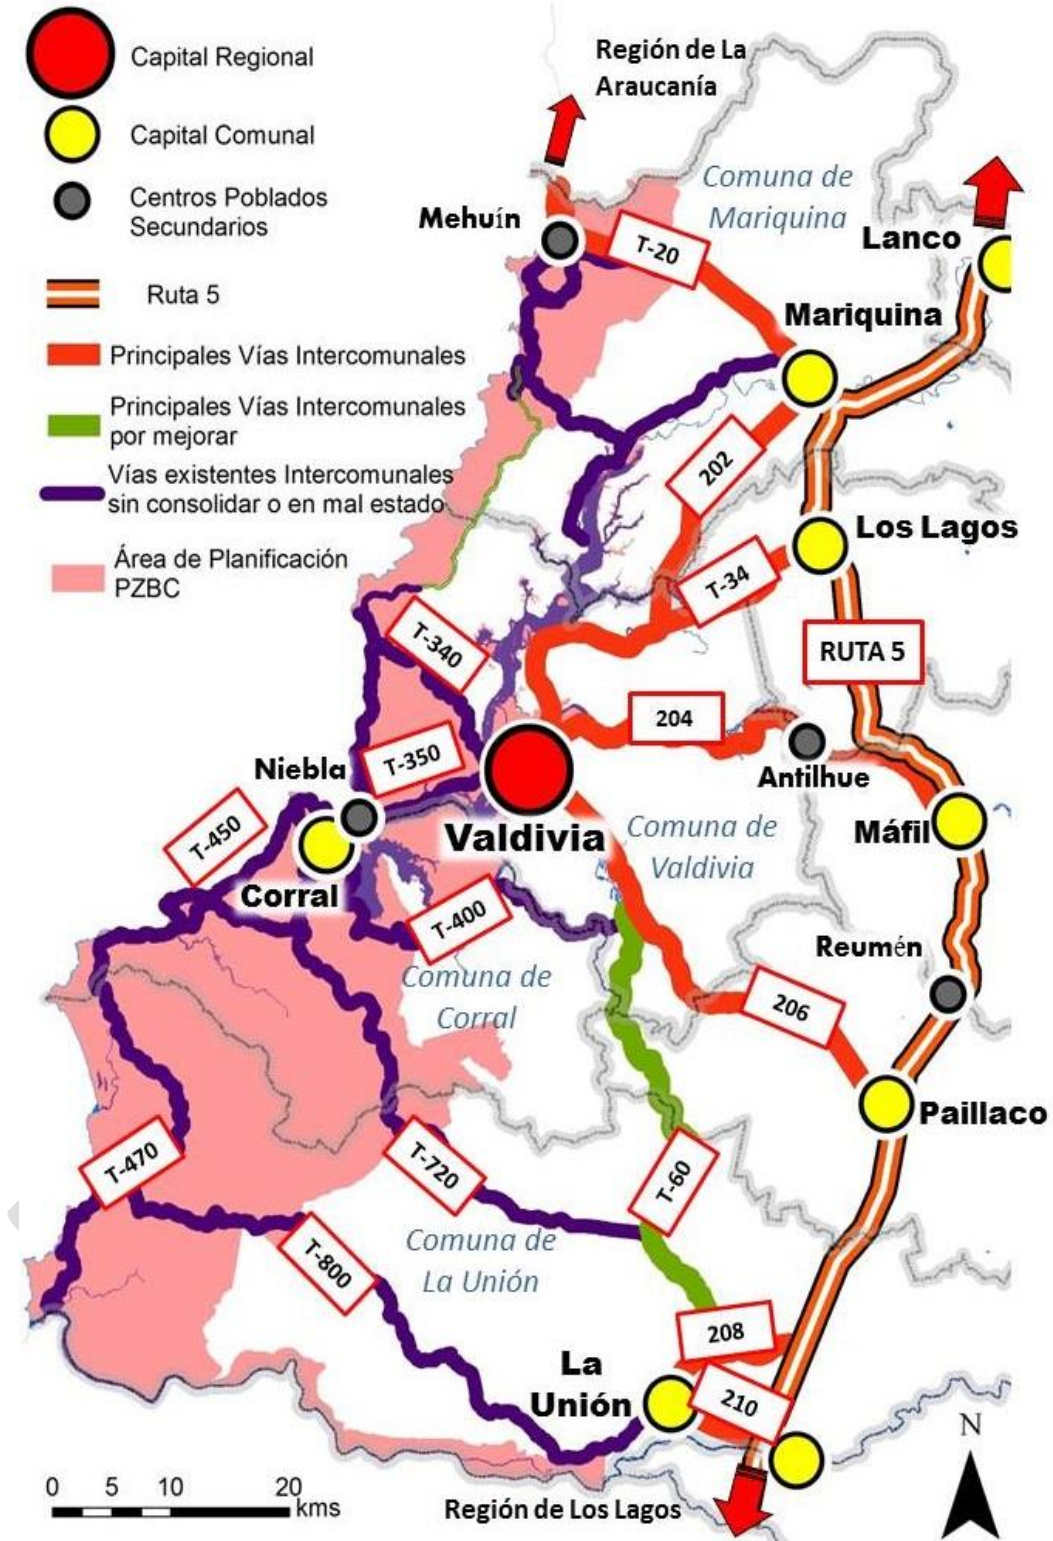 Capital Regional
Capital Comunal
Centros Poblados
Secundarios
Ruta 5
Principales Vías Intercomunales
Principales Vías Intercomunales
por mejorar
Vías existentes Intercomunales
sin consolidar o en mal estado
Área de Planificación
PZBC
Región de La
Araucanía
Comuna de
Mariquina
Mehuín
T-20
Lanco
Mariquina
202
Los Lagos
T-34
T-340
RUTA 5
204
T-350
Niebla
Antilhue
Valdivia
Comuna de
Valdivia
Máfil
T-450
Corral
T-400
Reumén
Comuna de
Corral
206
Paillaco
T-470
T-720
T-60
Comuna de
La Unión
T-800
208
La
Unión
210
N
0 5 10 20
kms
Región de Los Lagos